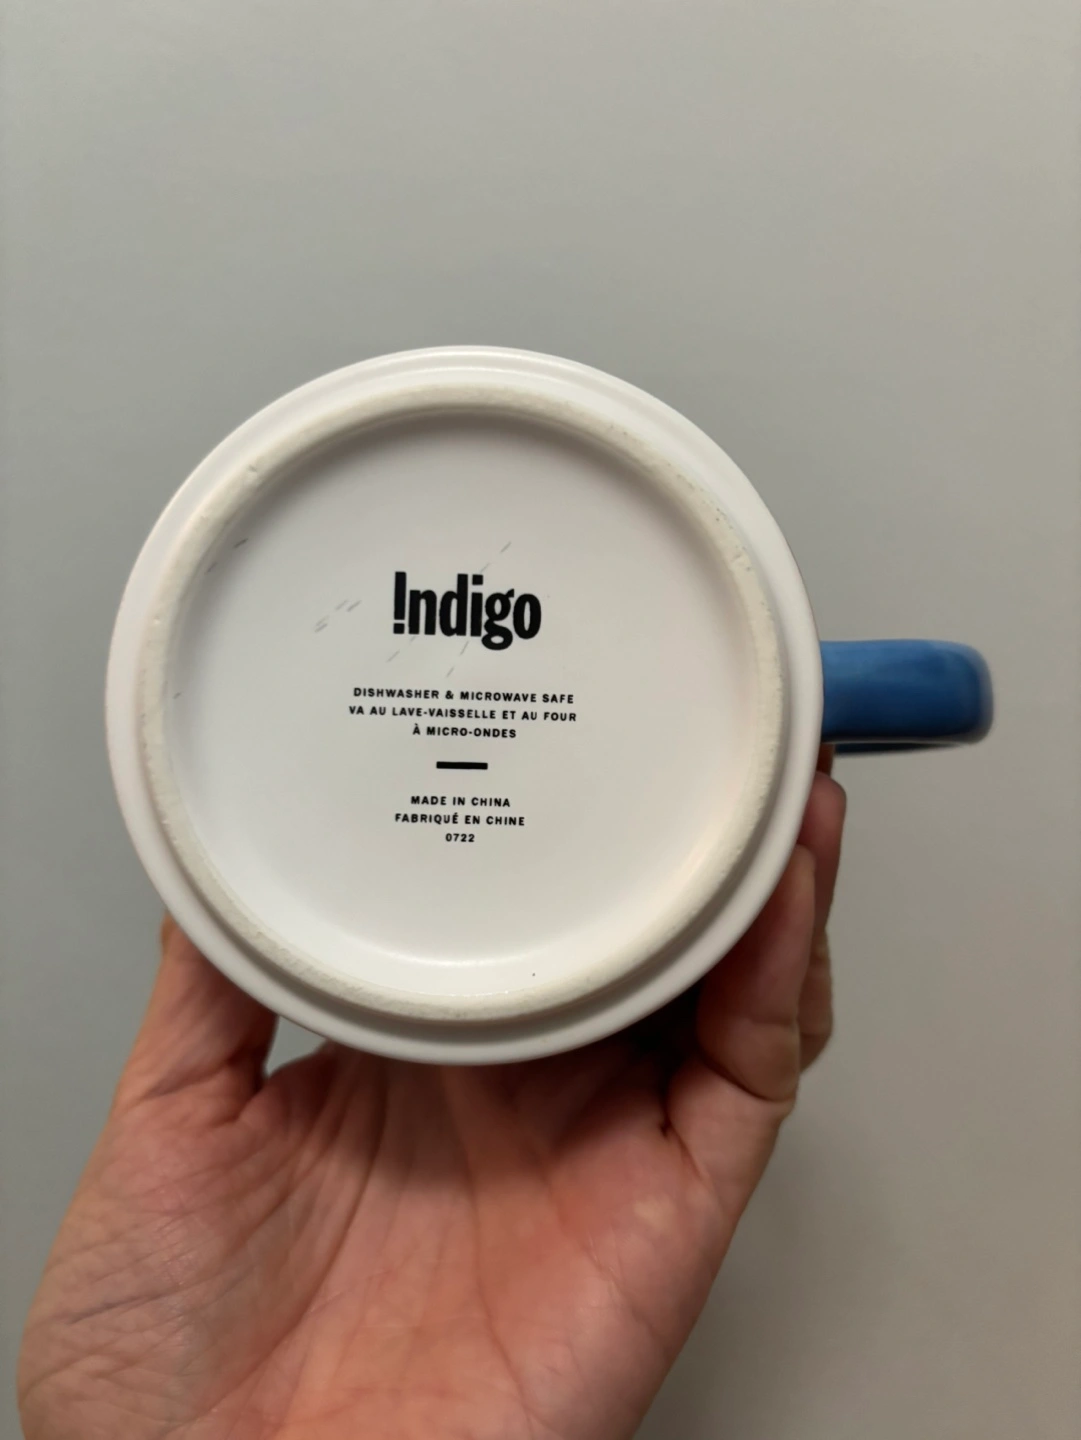 !ndigo
DISHWASHER & MICROWAVE SAFE
VA AU LAVE-VAISSELLE ET AU FOUR
À MICRO-ONDES
MADE IN CHINA
FABRIQUÉ EN CHINE
0722